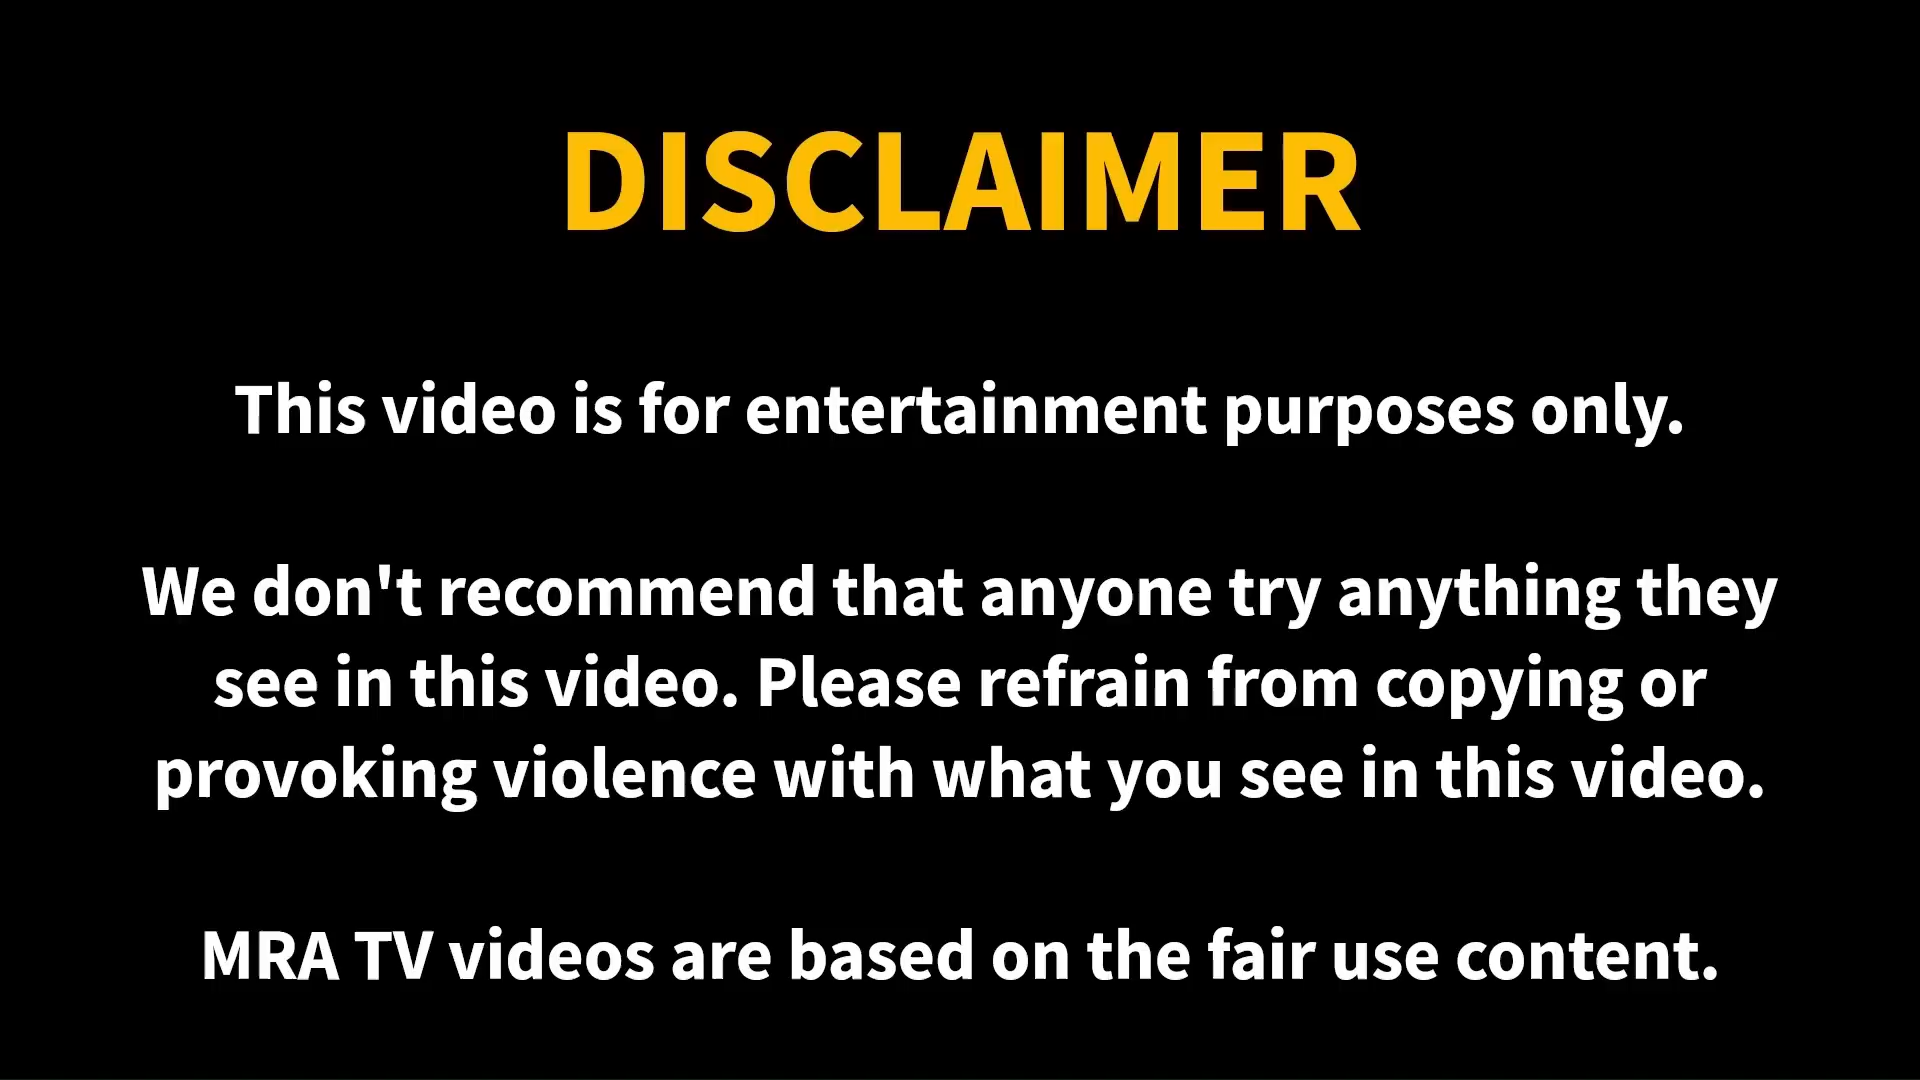 DISCLAIMER
This video is for entertainment purposes only.
We don't recommend that anyone try anything they
see in this video. Please refrain from copying or
provoking violence with what you see in this video.
MRA TV videos are based on the fair use content.